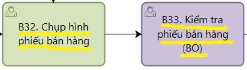 B32. Chụp hình
phiếu bán hàng
B33. Kiểm tra
phiếu bán hàng
(BO)